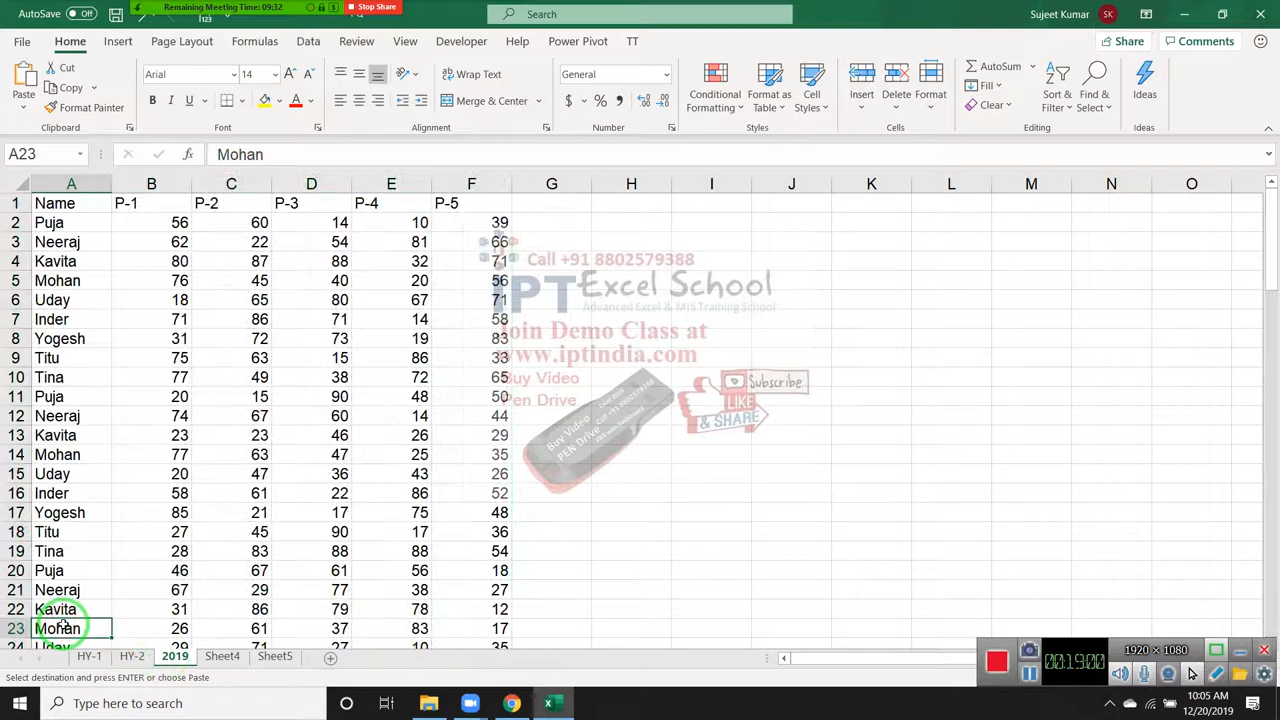 Remaining Meeting Time: 09:32
Stop Share
AutoSave Off
Search
Sujeet Kumar SK
File Home Insert Page Layout Formulas Data Review View Developer Help Power Pivot TT
Share Comments
Paste
Cut
Copy
Format Painter
Clipboard
Arial 14
B I U
Font
Wrap Text
Merge & Center
Alignment
General
$ % ,
Number
Conditional Formatting
Format as Table
Cell Styles
Styles
Insert Delete Format
Cells
AutoSum
Fill
Clear
Sort & Filter
Find & Select
Editing
Ideas
Ideas
A23 fx Mohan
A B C D E F G H I J K L M N O
1 Name P-1 P-2 P-3 P-4 P-5
2 Puja 56 60 14 10 39
3 Neeraj 62 22 54 81 66
4 Kavita 80 87 88 32 71
5 Mohan 76 45 40 20 56
6 Uday 18 65 80 67 71
7 Inder 71 86 71 14 58
8 Yogesh 31 72 73 19 83
9 Titu 75 63 15 86 33
10 Tina 77 49 38 72 65
11 Puja 20 15 90 48 50
12 Neeraj 74 67 60 14 44
13 Kavita 23 23 46 26 29
14 Mohan 77 63 47 25 35
15 Uday 20 47 36 43 26
16 Inder 58 61 22 86 52
17 Yogesh 85 21 17 75 48
18 Titu 27 45 90 17 36
19 Tina 28 83 88 88 54
20 Puja 46 67 61 56 18
21 Neeraj 67 29 77 38 27
22 Kavita 31 86 79 78 12
23 Mohan 26 61 37 83 17
24 Uday 29 71 27 10 35
Call +91 8802579388
IPT Excel School
Advanced Excel & MIS Training School
Join Demo Class at
www.iptindia.com
Buy Video
Pen Drive
Buy Video
PEN Drive
Subscribe
LIKE
& SHARE
HY-1 HY-2 2019 Sheet4 Sheet5
Select destination and press ENTER or choose Paste
1920 × 1080
00:19:00
Type here to search
10:05 AM
12/20/2019